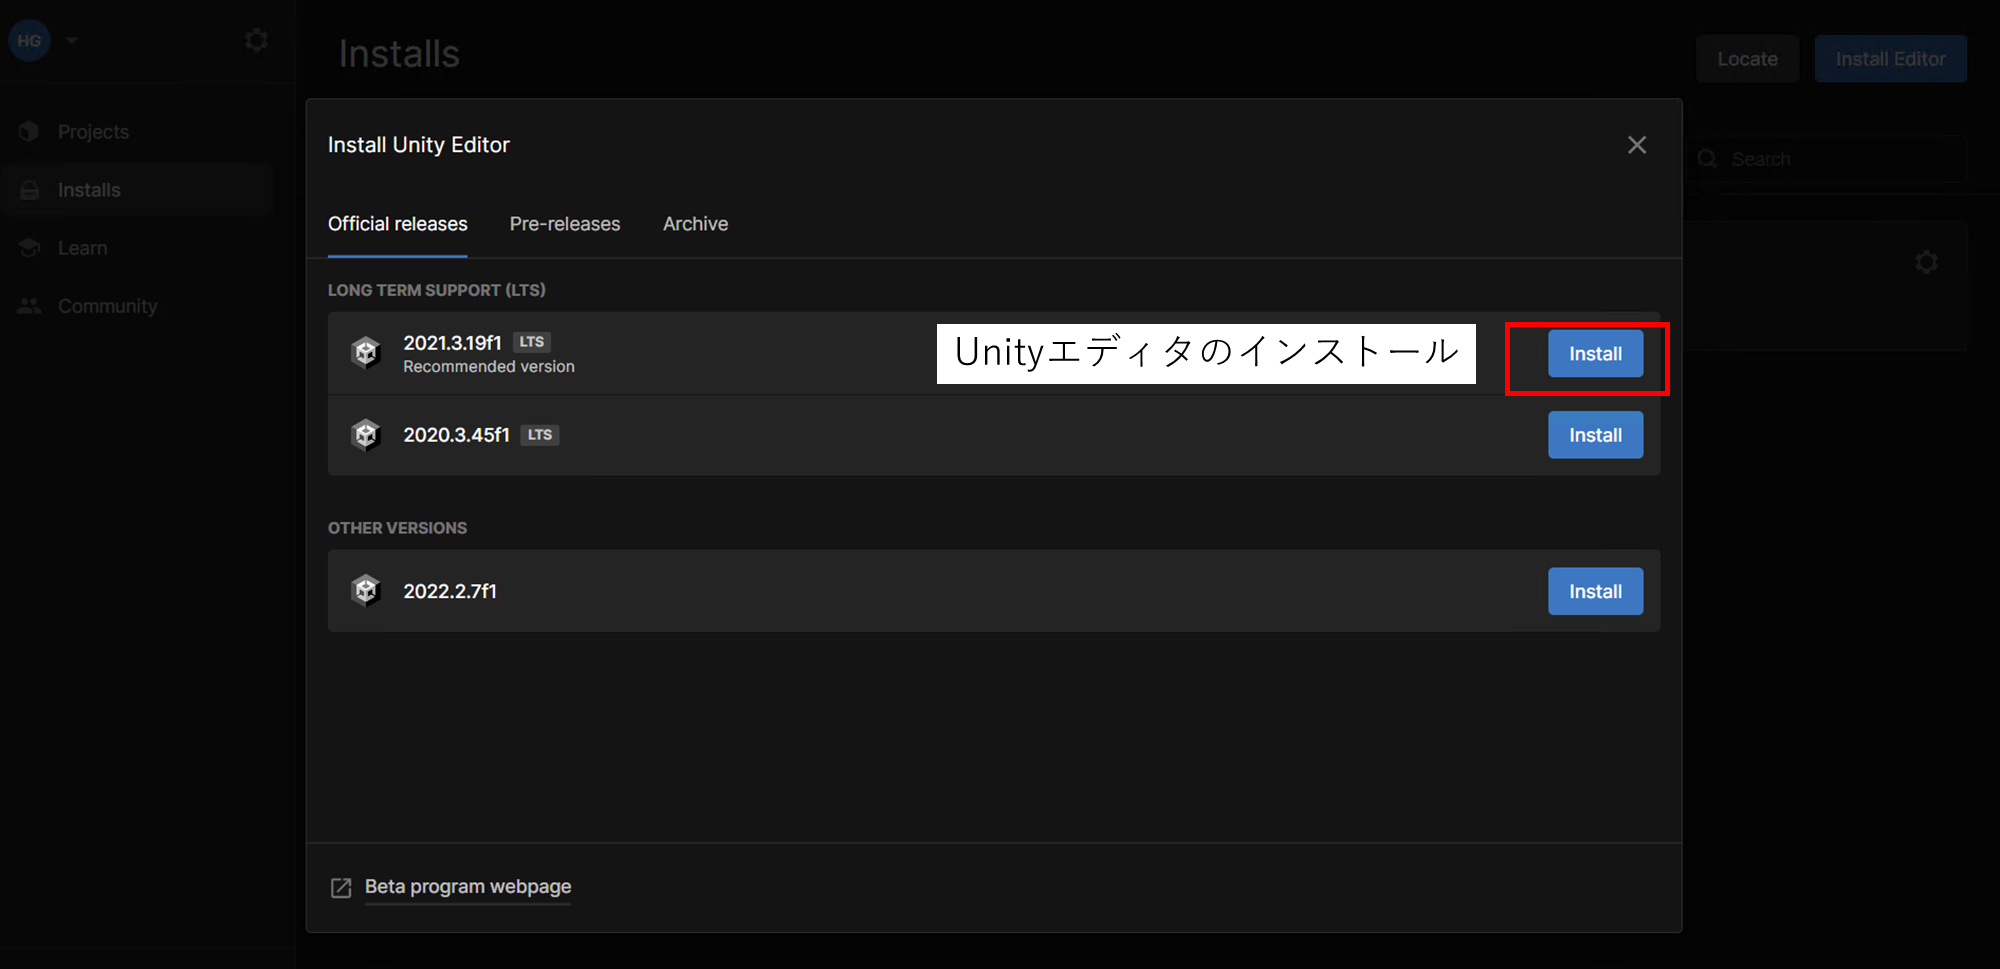 HG
Installs
Locate
Install Editor
Projects
Installs
Learn
Community
Search
Install Unity Editor
Official releases
Pre-releases
Archive
LONG TERM SUPPORT (LTS)
2021.3.19f1 LTS
Recommended version
Unityエディタのインストール
Install
2020.3.45f1 LTS
Install
OTHER VERSIONS
2022.2.7f1
Install
Beta program webpage